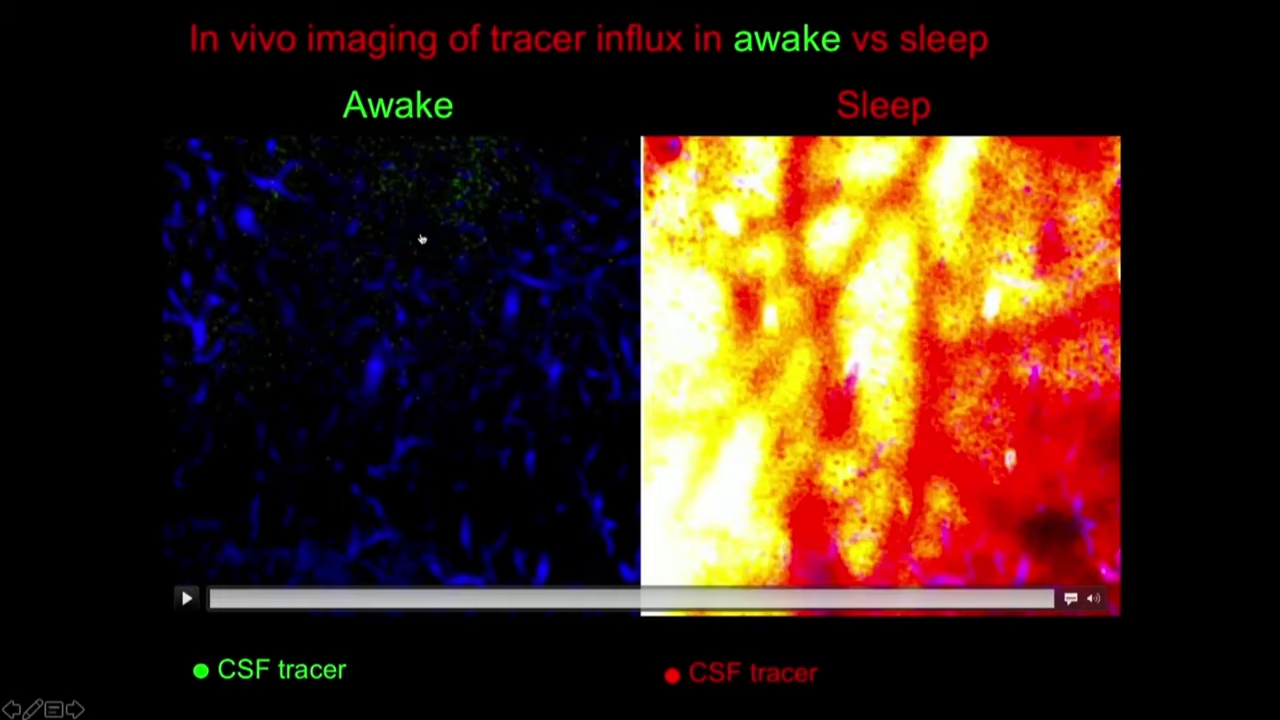 In vivo imaging of tracer influx in awake vs sleep
Awake
Sleep
CSF tracer
CSF tracer